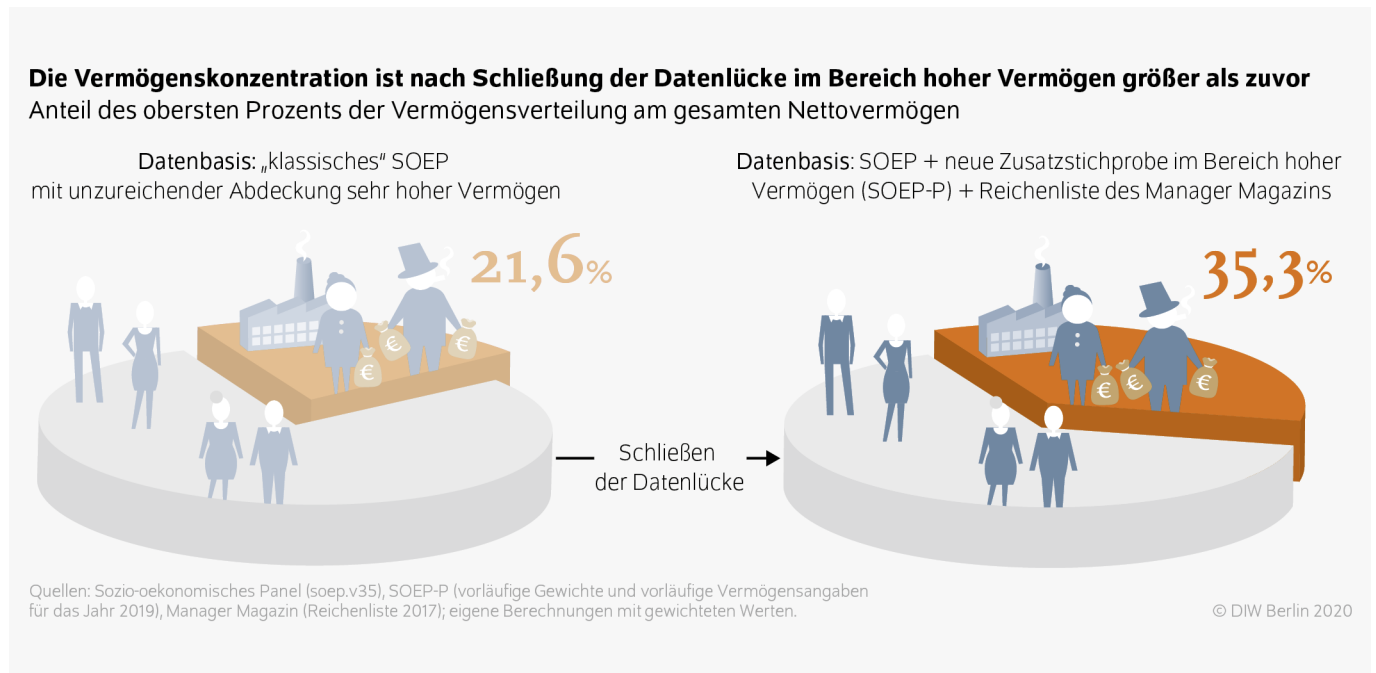 Die Vermögenskonzentration ist nach Schließung der Datenlücke im Bereich hoher Vermögen größer als zuvor
Anteil des obersten Prozents der Vermögensverteilung am gesamten Nettovermögen
Datenbasis: „klassisches“ SOEP
mit unzureichender Abdeckung sehr hoher Vermögen
Datenbasis: SOEP + neue Zusatzstichprobe im Bereich hoher
Vermögen (SOEP-P) + Reichenliste des Manager Magazins
21,6%
35,3%
€
€
€
€
€
€
Schließen
der Datenlücke
Quellen: Sozio-oekonomisches Panel (soep.v35), SOEP-P (vorläufige Gewichte und vorläufige Vermögensangaben
für das Jahr 2019), Manager Magazin (Reichenliste 2017); eigene Berechnungen mit gewichteten Werten.
© DIW Berlin 2020